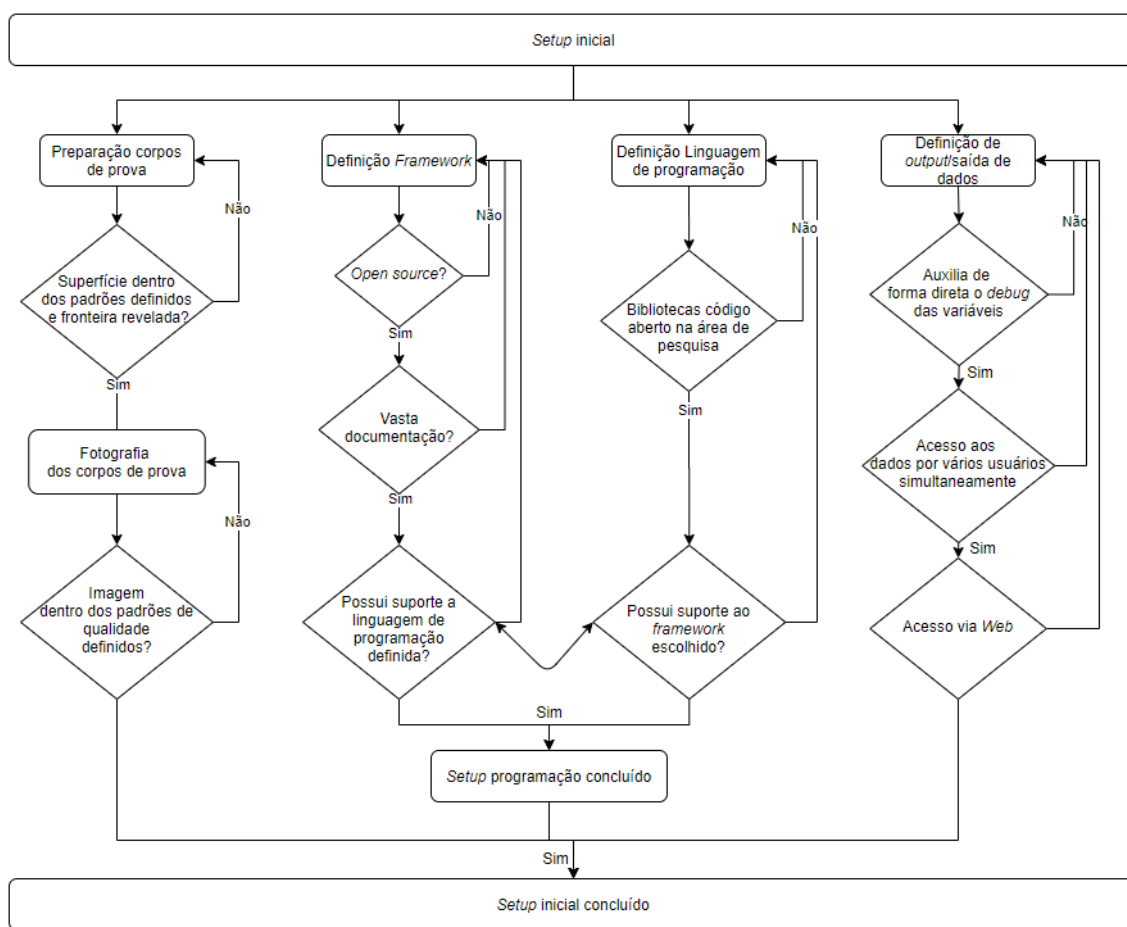 Setup inicial
Preparação corpos
de prova
Não
Superfície dentro
dos padrões definidos
e fronteira revelada?
Sim
Fotografia
dos corpos de prova
Não
Imagem
dentro dos padrões de
qualidade definidos?
Definição Framework
Não
Open source?
Sim
Vasta
documentação?
Sim
Possui suporte a
linguagem de
programação
definida?
Definição Linguagem
de programação
Não
Bibliotecas código
aberto na área de
pesquisa
Sim
Possui suporte ao
framework
escolhido?
Definição de
output/saída de
dados
Não
Auxilia de
forma direta o debug
das variáveis
Sim
Acesso aos
dados por vários usuários
simultaneamente
Sim
Acesso via Web
Sim
Setup programação concluído
Sim
Setup inicial concluído